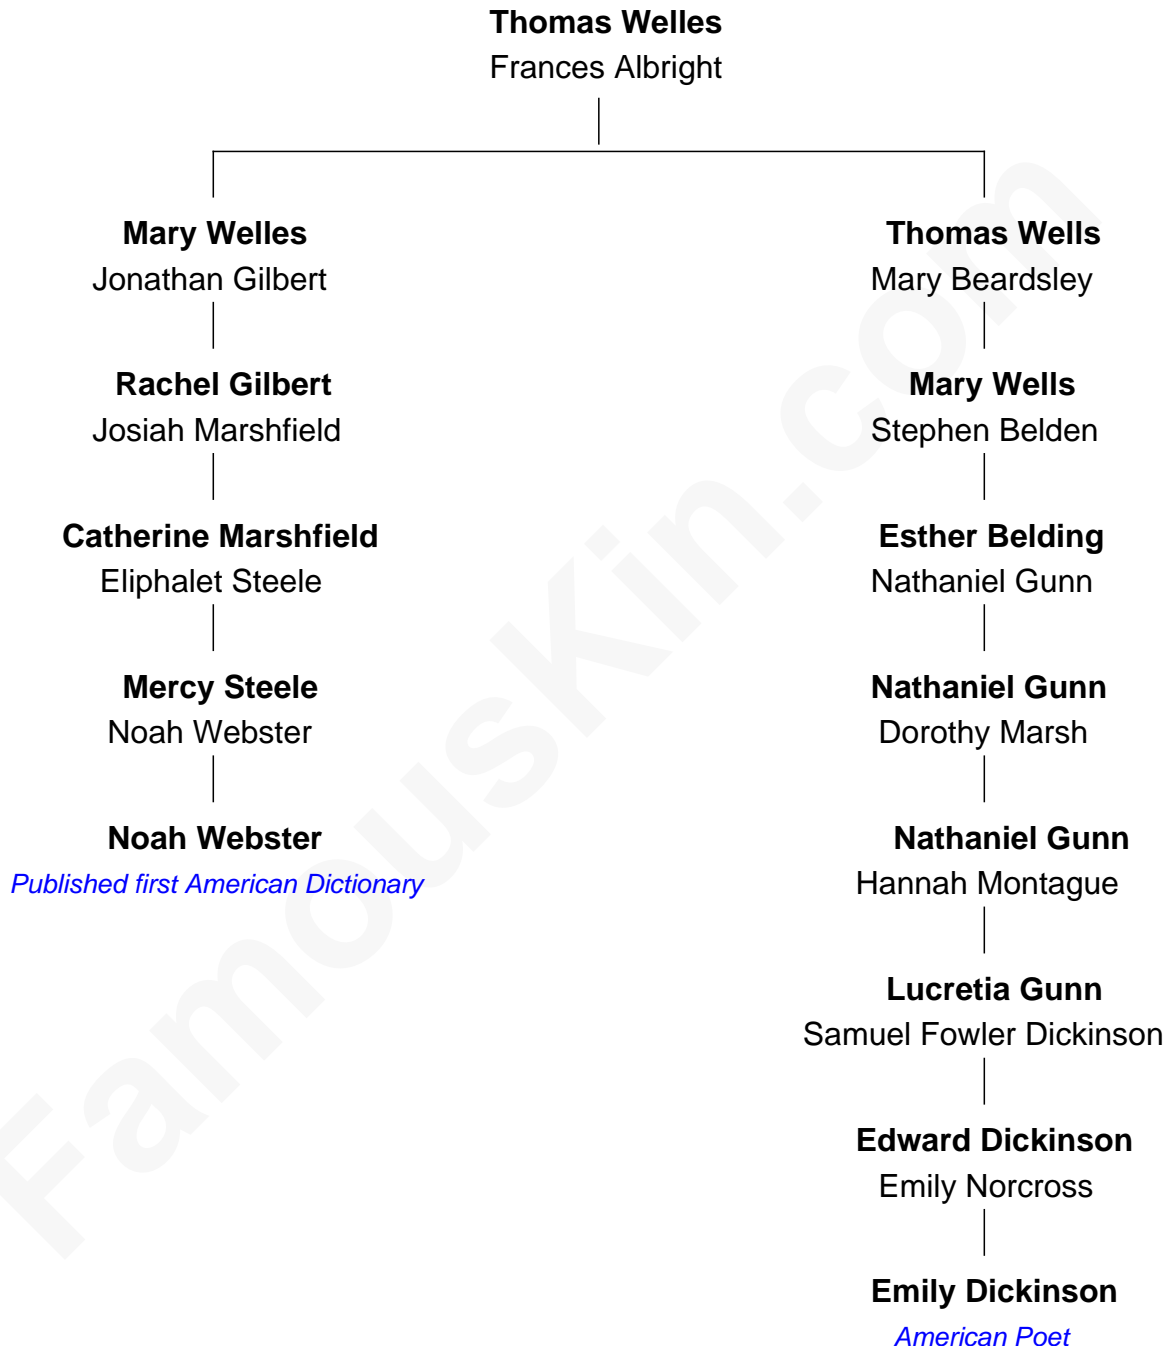 Thomas Welles
Frances Albright
Mary Welles
Jonathan Gilbert
Rachel Gilbert
Josiah Marshfield
Catherine Marshfield
Eliphalet Steele
Mercy Steele
Noah Webster
Noah Webster
Published first American Dictionary
Thomas Wells
Mary Beardsley
Mary Wells
Stephen Belden
Esther Belding
Nathaniel Gunn
Nathaniel Gunn
Dorothy Marsh
Nathaniel Gunn
Hannah Montague
Lucretia Gunn
Samuel Fowler Dickinson
Edward Dickinson
Emily Norcross
Emily Dickinson
American Poet
FamousKin.com